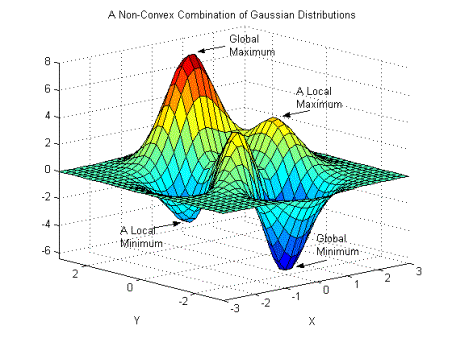 A Non-Convex Combination of Gaussian Distributions
Global
Maximum
A Local
Maximum
8
6
4
2
0
-2
-4
-6
A Local
Minimum
Global
Minimum
2
0
-2
Y
-3
-2
-1
0
1
2
3
X